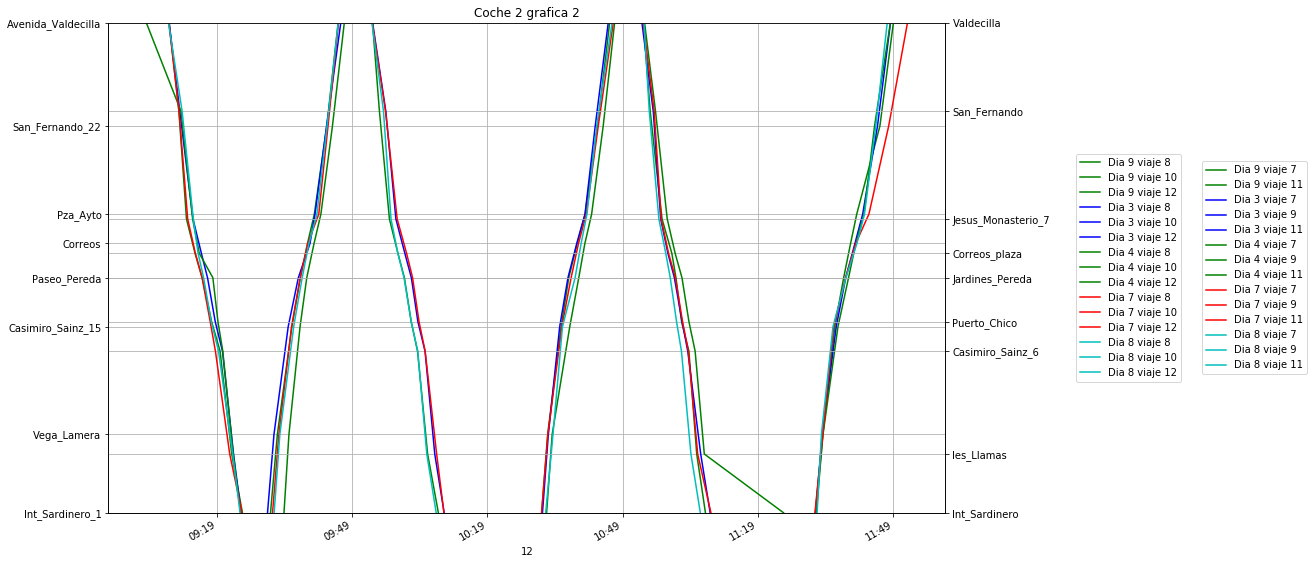 Coche 2 grafica 2
Avenida_Valdecilla
San_Fernando_22
Pza_Ayto
Correos
Paseo_Pereda
Casimiro_Sainz_15
Vega_Lamera
Int_Sardinero_1
Valdecilla
San_Fernando
Jesus_Monasterio_7
Correos_plaza
Jardines_Pereda
Puerto_Chico
Casimiro_Sainz_6
Ies_Llamas
Int_Sardinero
09:19
09:49
10:19
10:49
11:19
11:49
12
Dia 9 viaje 8
Dia 9 viaje 10
Dia 9 viaje 12
Dia 3 viaje 8
Dia 3 viaje 10
Dia 3 viaje 12
Dia 4 viaje 8
Dia 4 viaje 10
Dia 4 viaje 12
Dia 7 viaje 8
Dia 7 viaje 10
Dia 7 viaje 12
Dia 8 viaje 8
Dia 8 viaje 10
Dia 8 viaje 12
Dia 9 viaje 7
Dia 9 viaje 11
Dia 3 viaje 7
Dia 3 viaje 9
Dia 3 viaje 11
Dia 4 viaje 7
Dia 4 viaje 9
Dia 4 viaje 11
Dia 7 viaje 7
Dia 7 viaje 9
Dia 7 viaje 11
Dia 8 viaje 7
Dia 8 viaje 9
Dia 8 viaje 11